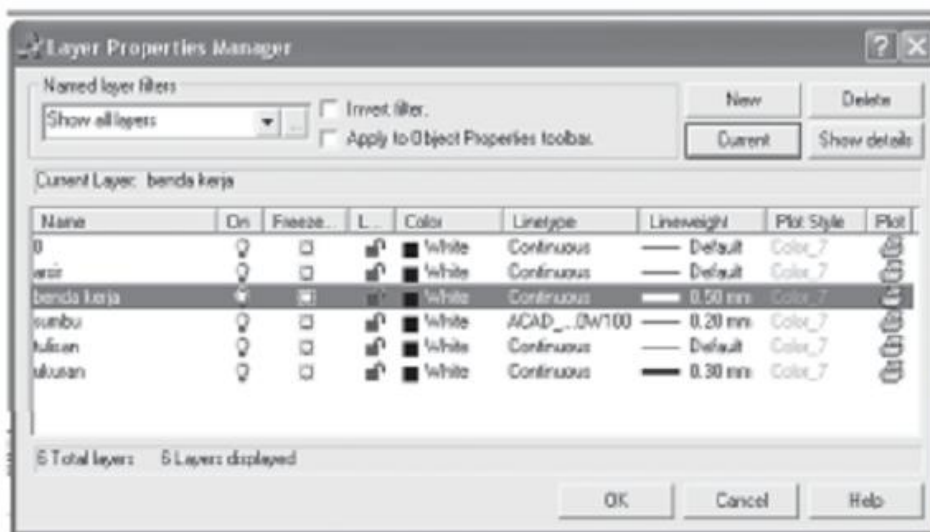 Layer Properties Manager
Named layer filters
Show all layers
...
Invert filter.
Apply to Object Properties toolbar.
New
Delete
Current
Show details
Current Layer: benda kerja
Name On Freeze... L... Color Linetype Lineweight Plot Style Plot
0 White Continuous Default Color_7
arsir White Continuous Default Color_7
benda kerja White Continuous 0.50 mm Color_7
sumbu White ACAD_...0W100 0.20 mm Color_7
tulisan White Continuous Default Color_7
ukuran White Continuous 0.30 mm Color_7
6 Total layers 6 Layers displayed
OK
Cancel
Help